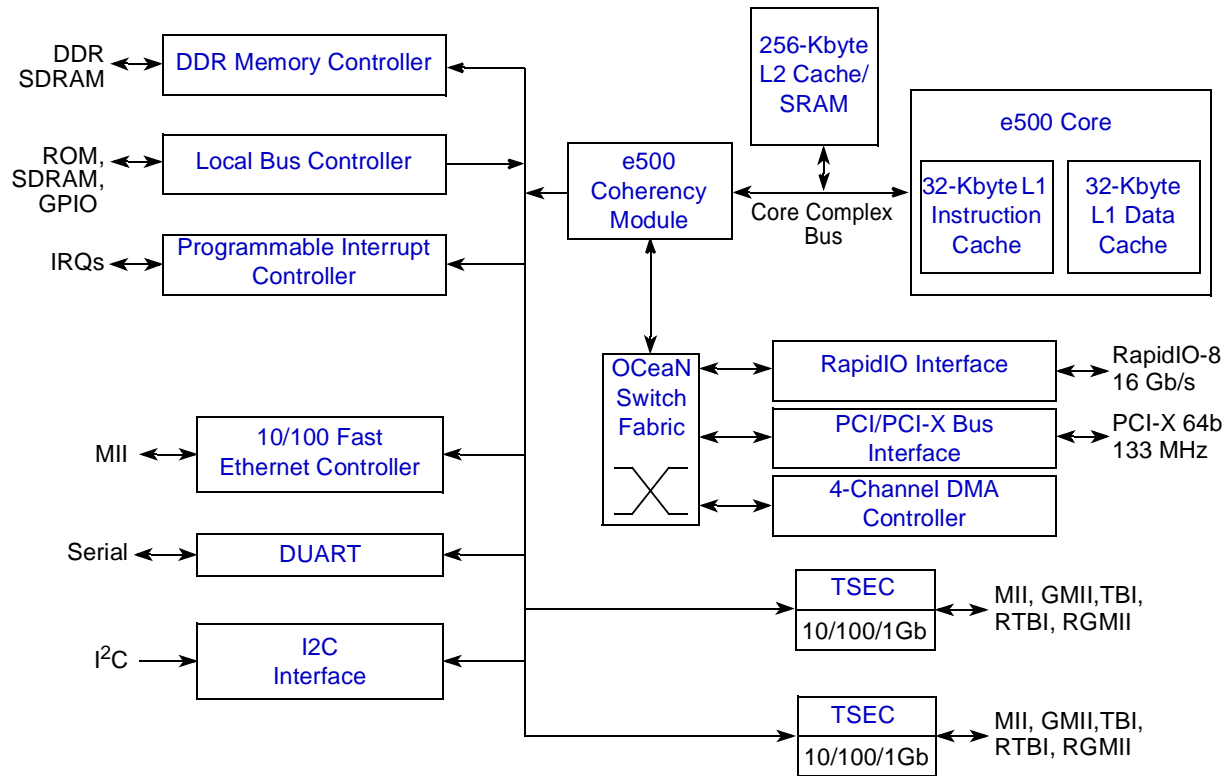 DDR
SDRAM
DDR Memory Controller
256-Kbyte
L2 Cache/
SRAM
e500 Core
32-Kbyte L1
Instruction
Cache
32-Kbyte
L1 Data
Cache
ROM,
SDRAM,
GPIO
Local Bus Controller
e500
Coherency
Module
Core Complex
Bus
IRQs
Programmable Interrupt
Controller
OCeaN
Switch
Fabric
RapidIO Interface
RapidIO-8
16 Gb/s
PCI/PCI-X Bus
Interface
PCI-X 64b
133 MHz
4-Channel DMA
Controller
MII
10/100 Fast
Ethernet Controller
Serial
DUART
TSEC
10/100/1Gb
MII, GMII,TBI,
RTBI, RGMII
I²C
I2C
Interface
TSEC
10/100/1Gb
MII, GMII,TBI,
RTBI, RGMII